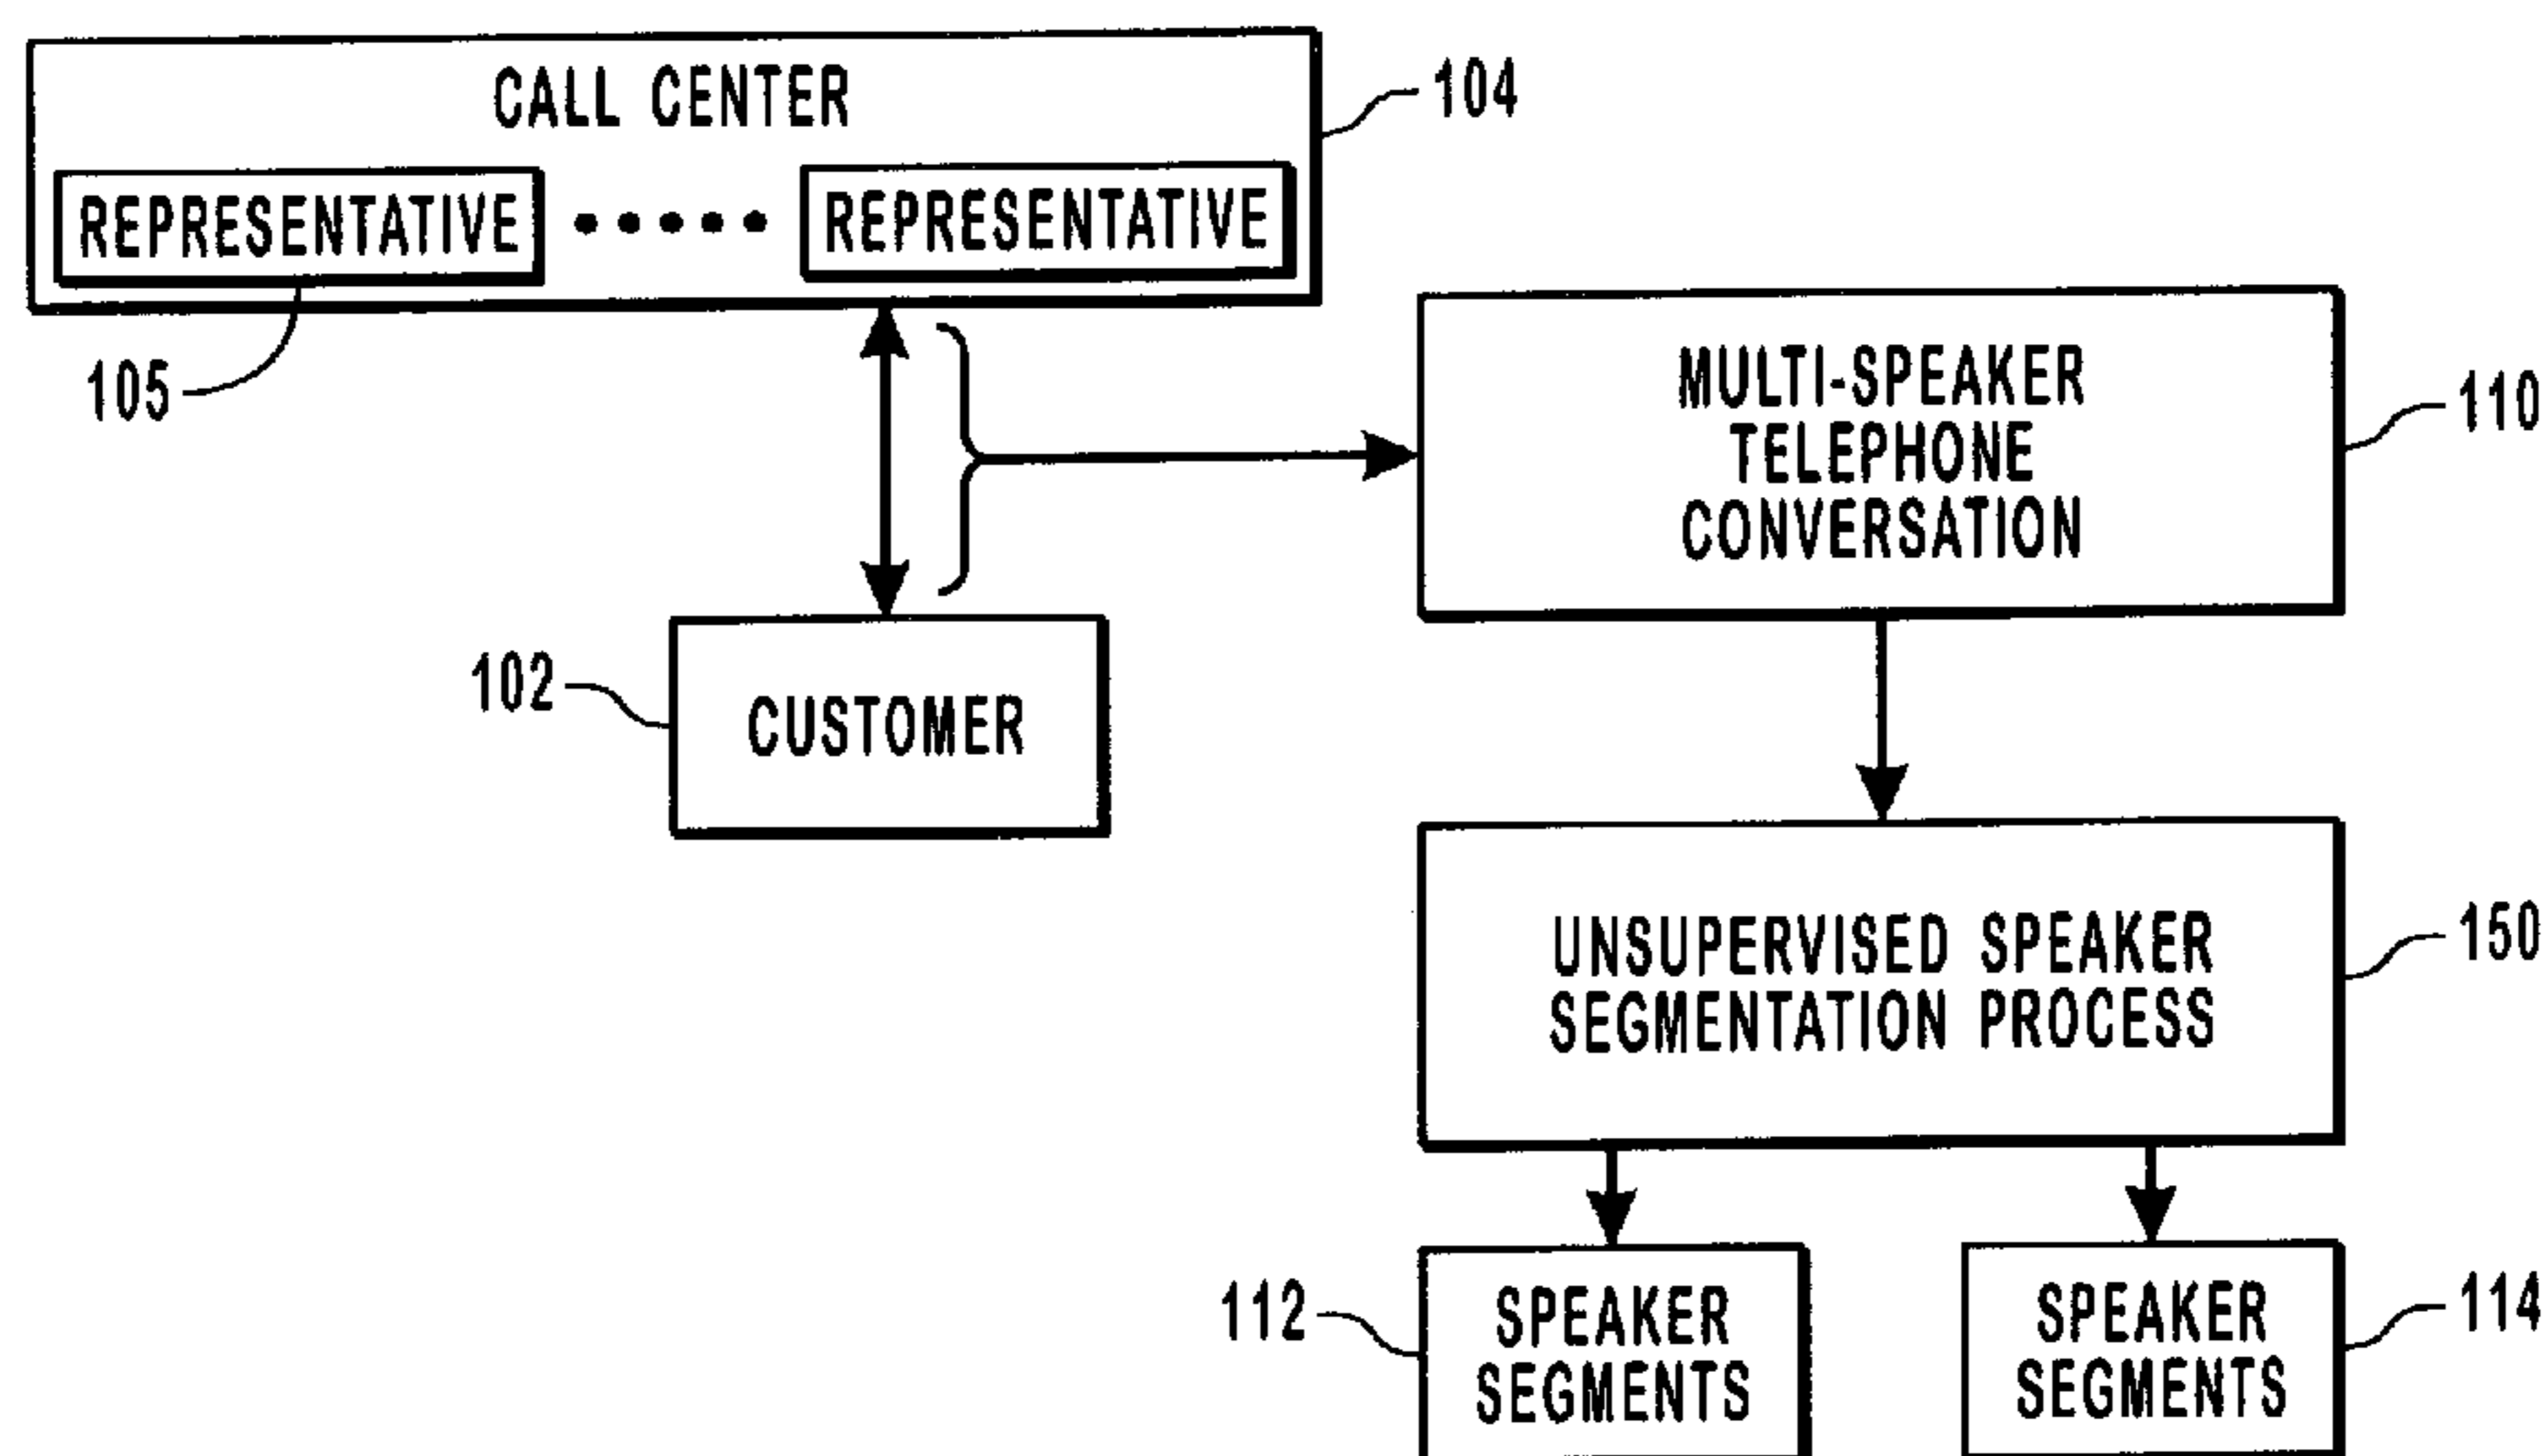 CALL CENTER
104
REPRESENTATIVE
REPRESENTATIVE
105
MULTI-SPEAKER
TELEPHONE
CONVERSATION
110
102
CUSTOMER
UNSUPERVISED SPEAKER
SEGMENTATION PROCESS
150
112
SPEAKER
SEGMENTS
SPEAKER
SEGMENTS
114